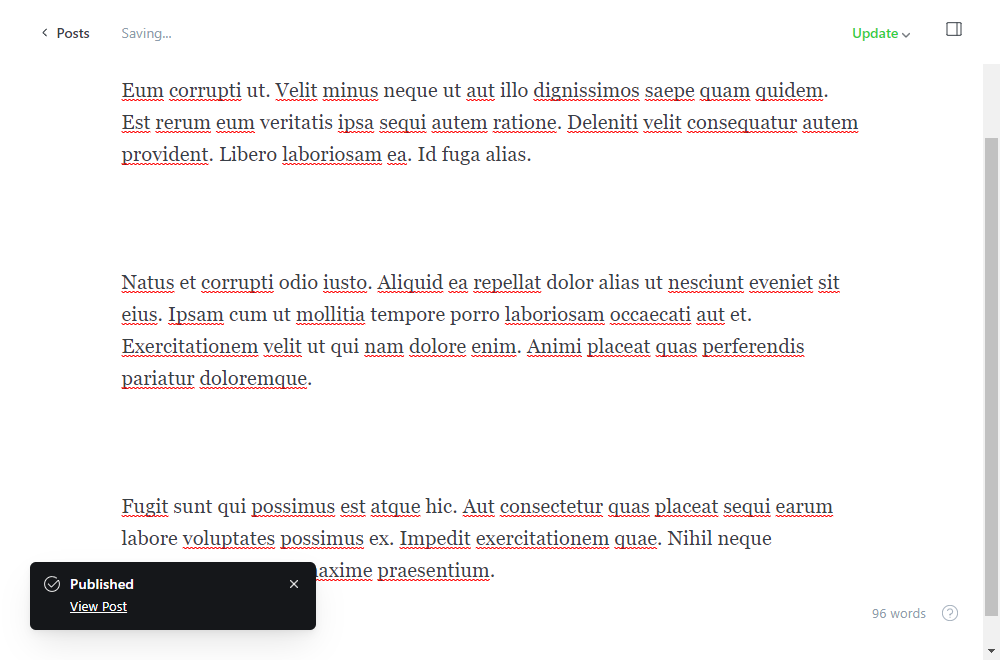 Posts
Saving...
Update
Eum corrupti ut. Velit minus neque ut aut illo dignissimos saepe quam quidem.
Est rerum eum veritatis ipsa sequi autem ratione. Deleniti velit consequatur autem
provident. Libero laboriosam ea. Id fuga alias.
Natus et corrupti odio iusto. Aliquid ea repellat dolor alias ut nesciunt eveniet sit
eius. Ipsam cum ut mollitia tempore porro laboriosam occaecati aut et.
Exercitationem velit ut qui nam dolore enim. Animi placeat quas perferendis
pariatur doloremque.
Fugit sunt qui possimus est atque hic. Aut consectetur quas placeat sequi earum
labore voluptates possimus ex. Impedit exercitationem quae. Nihil neque
praesentium.
Published
View Post
96 words